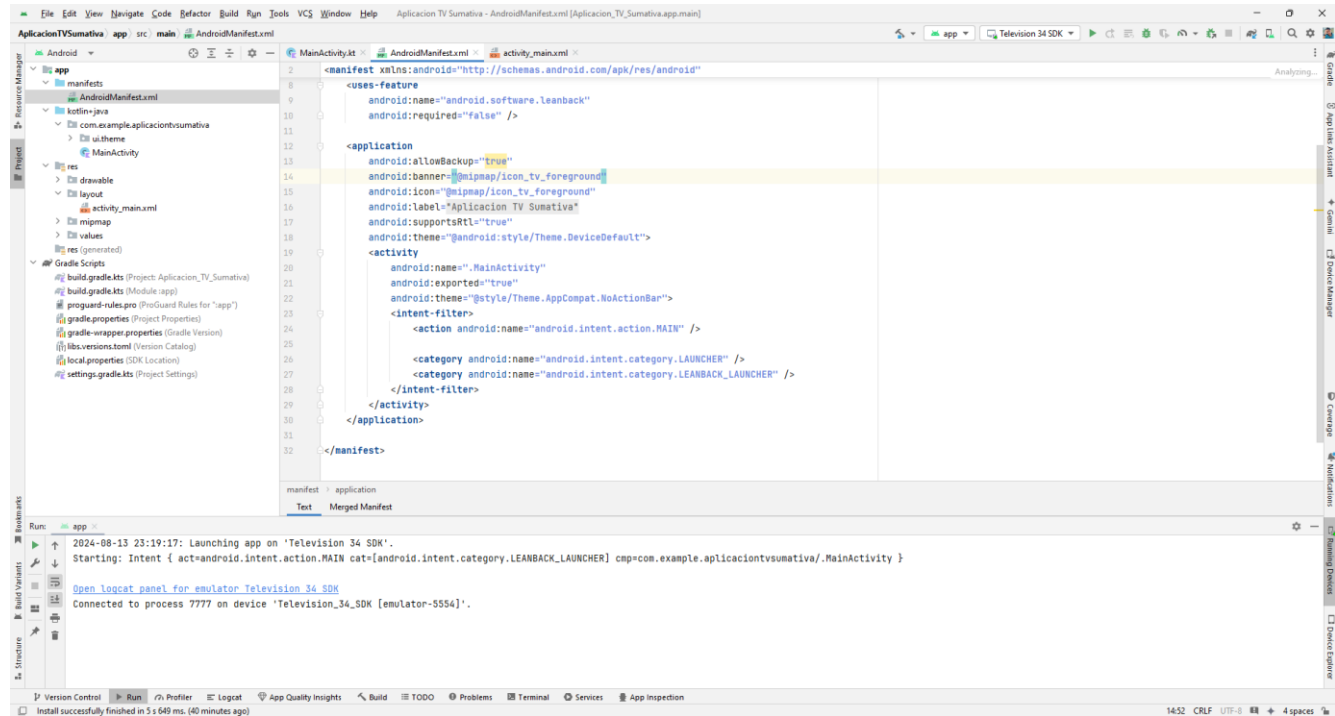 File Edit View Navigate Code Refactor Build Run Tools VCS Window Help Aplicacion TV Sumativa - AndroidManifest.xml [Aplicacion_TV_Sumativa.app.main]
AplicacionTVSumativa app src main AndroidManifest.xml app Television 34 SDK
Android
MainActivity.kt AndroidManifest.xml activity_main.xml
app
manifests
AndroidManifest.xml
kotlin+java
com.example.aplicaciontvsumativa
ui.theme
MainActivity
res
drawable
layout
activity_main.xml
mipmap
values
res (generated)
Gradle Scripts
build.gradle.kts (Project: Aplicacion_TV_Sumativa)
build.gradle.kts (Module :app)
proguard-rules.pro (ProGuard Rules for ":app")
gradle.properties (Project Properties)
gradle-wrapper.properties (Gradle Version)
libs.versions.toml (Version Catalog)
local.properties (SDK Location)
settings.gradle.kts (Project Settings)
2 <manifest xmlns:android="http://schemas.android.com/apk/res/android" Analyzing...
8 <uses-feature
9 android:name="android.software.leanback"
10 android:required="false" />
11
12 <application
13 android:allowBackup="true"
14 android:banner="@mipmap/icon_tv_foreground"
15 android:icon="@mipmap/icon_tv_foreground"
16 android:label="Aplicacion TV Sumativa"
17 android:supportsRtl="true"
18 android:theme="@android:style/Theme.DeviceDefault">
19 <activity
20 android:name=".MainActivity"
21 android:exported="true"
22 android:theme="@style/Theme.AppCompat.NoActionBar">
23 <intent-filter>
24 <action android:name="android.intent.action.MAIN" />
25
26 <category android:name="android.intent.category.LAUNCHER" />
27 <category android:name="android.intent.category.LEANBACK_LAUNCHER" />
28 </intent-filter>
29 </activity>
30 </application>
31
32 </manifest>
manifest application
Text Merged Manifest
Resource Manager
Project
Bookmarks
Build Variants
Structure
Gradle
App Links Assistant
Gemini
Device Manager
Coverage
Notifications
Running Devices
Device Explorer
Run: app
2024-08-13 23:19:17: Launching app on 'Television 34 SDK'.
Starting: Intent { act=android.intent.action.MAIN cat=[android.intent.category.LEANBACK_LAUNCHER] cmp=com.example.aplicaciontvsumativa/.MainActivity }
Open logcat panel for emulator Television 34 SDK
Connected to process 7777 on device 'Television_34_SDK [emulator-5554]'.
Version Control Run Profiler Logcat App Quality Insights Build TODO Problems Terminal Services App Inspection
Install successfully finished in 5 s 649 ms. (40 minutes ago) 14:52 CRLF UTF-8 4 spaces